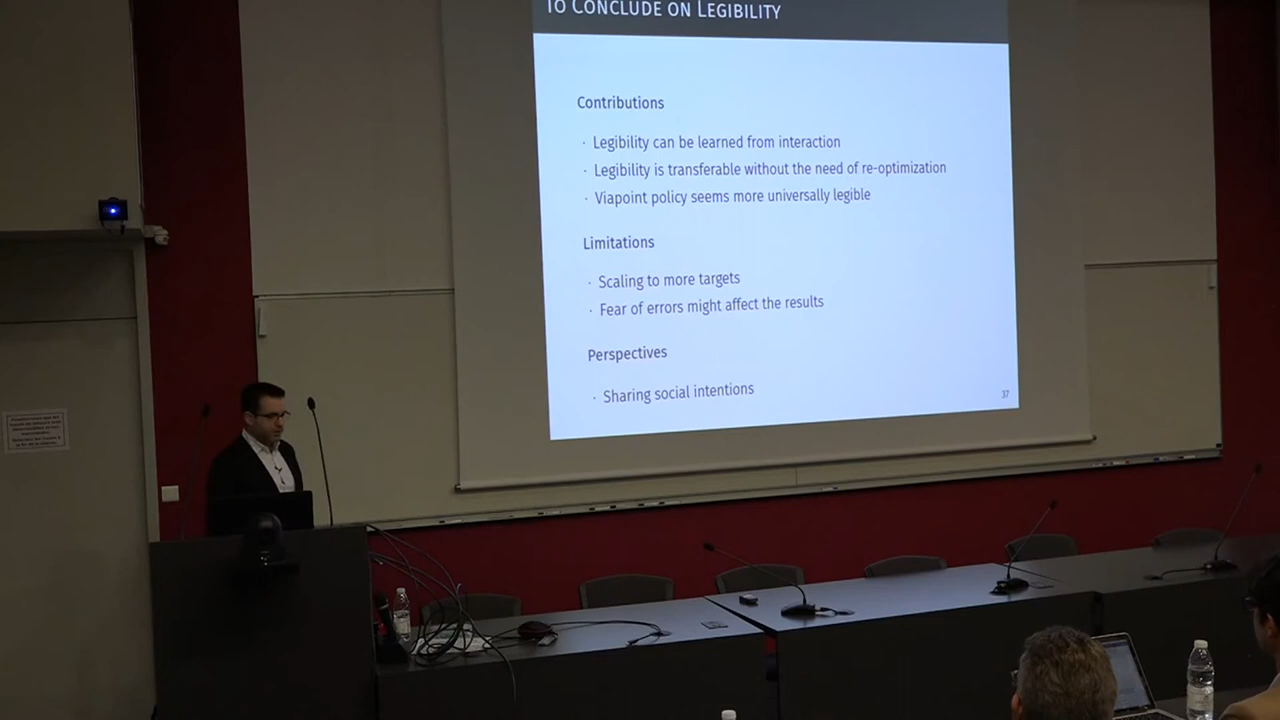 To Conclude on Legibility
Contributions
· Legibility can be learned from interaction
· Legibility is transferable without the need of re-optimization
· Viapoint policy seems more universally legible
Limitations
· Scaling to more targets
· Fear of errors might affect the results
Perspectives
· Sharing social intentions
37